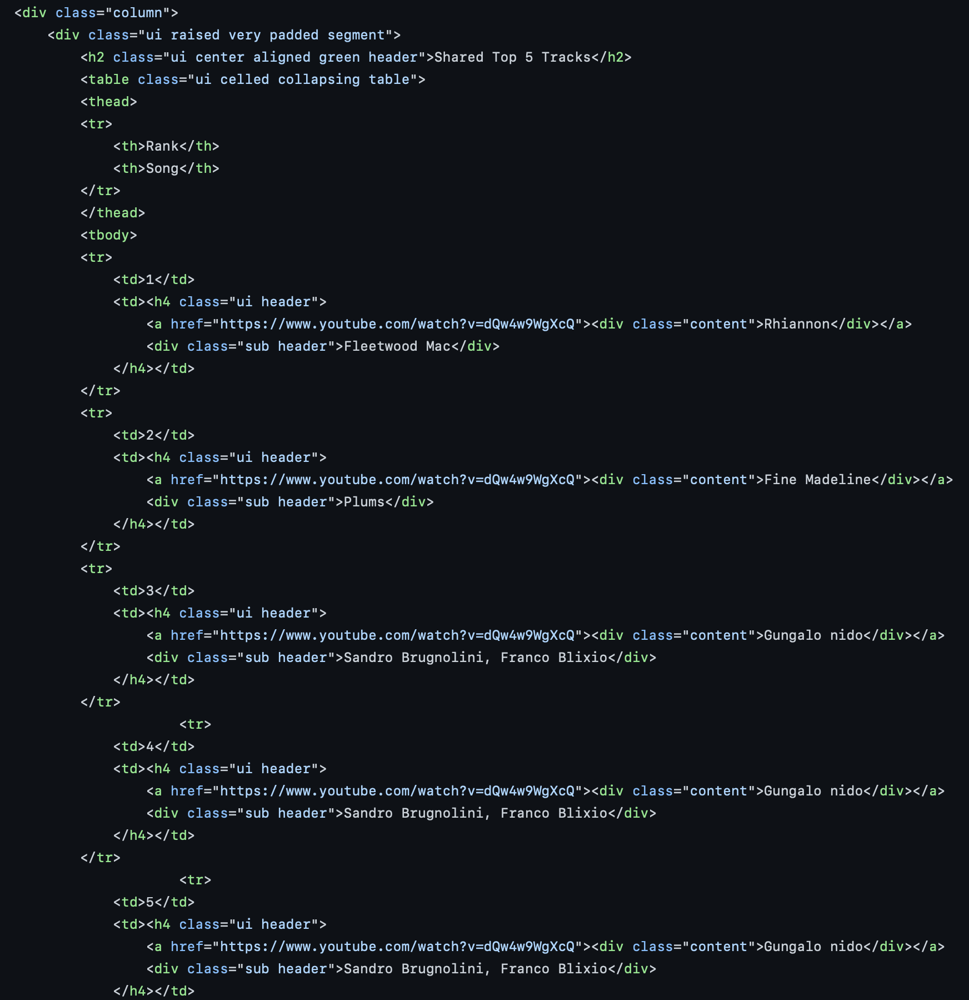 <div class="column">
    <div class="ui raised very padded segment">
        <h2 class="ui center aligned green header">Shared Top 5 Tracks</h2>
        <table class="ui celled collapsing table">
        <thead>
        <tr>
            <th>Rank</th>
            <th>Song</th>
        </tr>
        </thead>
        <tbody>
        <tr>
            <td>1</td>
            <td><h4 class="ui header">
                <a href="https://www.youtube.com/watch?v=dQw4w9WgXcQ"><div class="content">Rhiannon</div></a>
                <div class="sub header">Fleetwood Mac</div>
            </h4></td>
        </tr>
        <tr>
            <td>2</td>
            <td><h4 class="ui header">
                <a href="https://www.youtube.com/watch?v=dQw4w9WgXcQ"><div class="content">Fine Madeline</div></a>
                <div class="sub header">Plums</div>
            </h4></td>
        </tr>
        <tr>
            <td>3</td>
            <td><h4 class="ui header">
                <a href="https://www.youtube.com/watch?v=dQw4w9WgXcQ"><div class="content">Gungalo nido</div></a>
                <div class="sub header">Sandro Brugnolini, Franco Blixio</div>
            </h4></td>
        </tr>
                    <tr>
            <td>4</td>
            <td><h4 class="ui header">
                <a href="https://www.youtube.com/watch?v=dQw4w9WgXcQ"><div class="content">Gungalo nido</div></a>
                <div class="sub header">Sandro Brugnolini, Franco Blixio</div>
            </h4></td>
        </tr>
                    <tr>
            <td>5</td>
            <td><h4 class="ui header">
                <a href="https://www.youtube.com/watch?v=dQw4w9WgXcQ"><div class="content">Gungalo nido</div></a>
                <div class="sub header">Sandro Brugnolini, Franco Blixio</div>
            </h4></td>